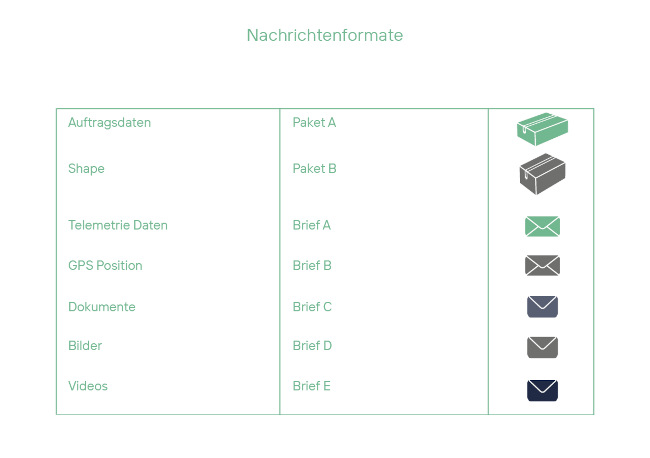 Nachrichtenformate
Auftragsdaten Paket A
Shape Paket B
Telemetrie Daten Brief A
GPS Position Brief B
Dokumente Brief C
Bilder Brief D
Videos Brief E